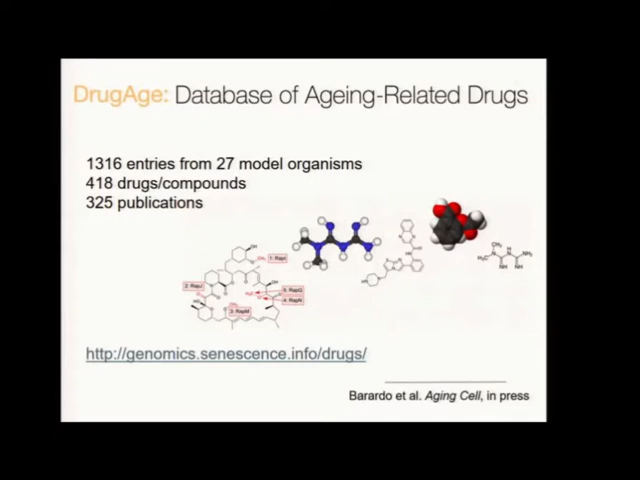 DrugAge: Database of Ageing-Related Drugs
1316 entries from 27 model organisms
418 drugs/compounds
325 publications
http://genomics.senescence.info/drugs/
Barardo et al. Aging Cell, in press